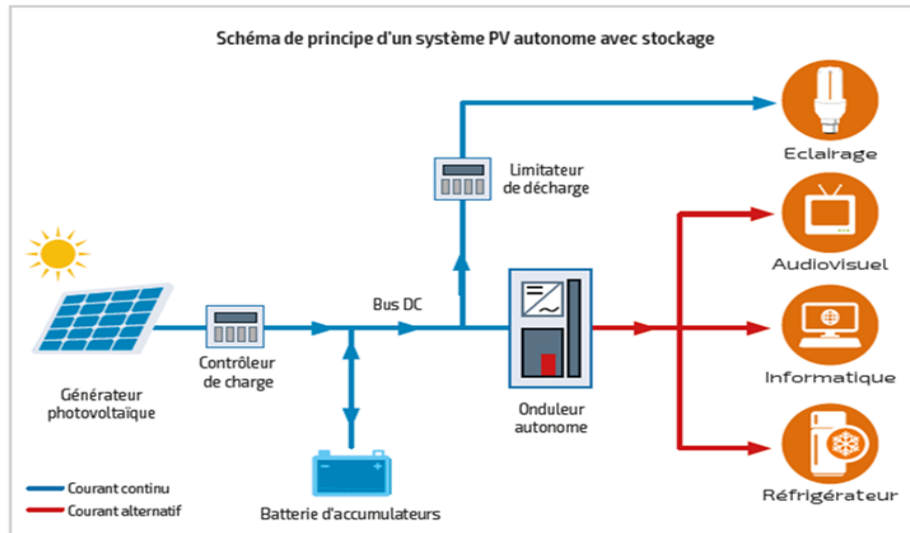 Schéma de principe d'un système PV autonome avec stockage
Eclairage
Limitateur
de décharge
Audiovisuel
Bus DC
Contrôleur
de charge
Informatique
Générateur
photovoltaïque
Onduleur
autonome
Courant continu
Courant alternatif
Batterie d'accumulateurs
Réfrigérateur